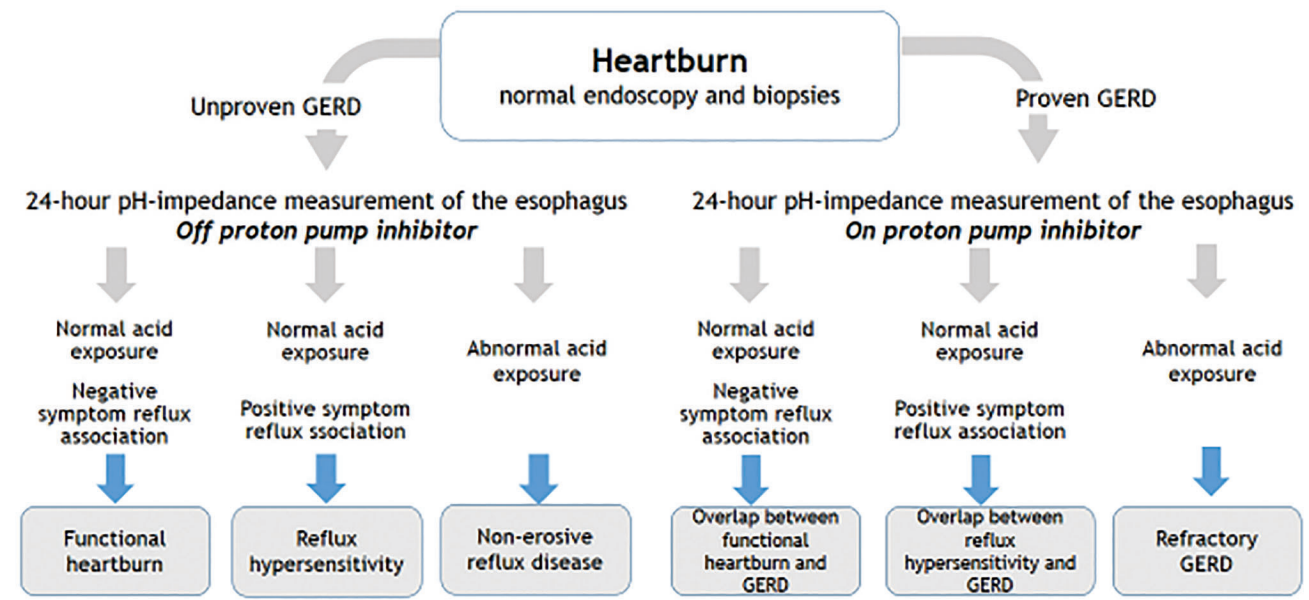 Heartburn
normal endoscopy and biopsies
Unproven GERD
Proven GERD
24-hour pH-impedance measurement of the esophagus
Off proton pump inhibitor
24-hour pH-impedance measurement of the esophagus
On proton pump inhibitor
Normal acid
exposure
Negative
symptom reflux
association
Normal acid
exposure
Positive symptom
reflux ssociation
Abnormal acid
exposure
Normal acid
exposure
Negative
symptom reflux
association
Normal acid
exposure
Positive symptom
reflux association
Abnormal acid
exposure
Functional
heartburn
Reflux
hypersensitivity
Non-erosive
reflux disease
Overlap between
functional
heartburn and
GERD
Overlap between
reflux
hypersensitivity and
GERD
Refractory
GERD